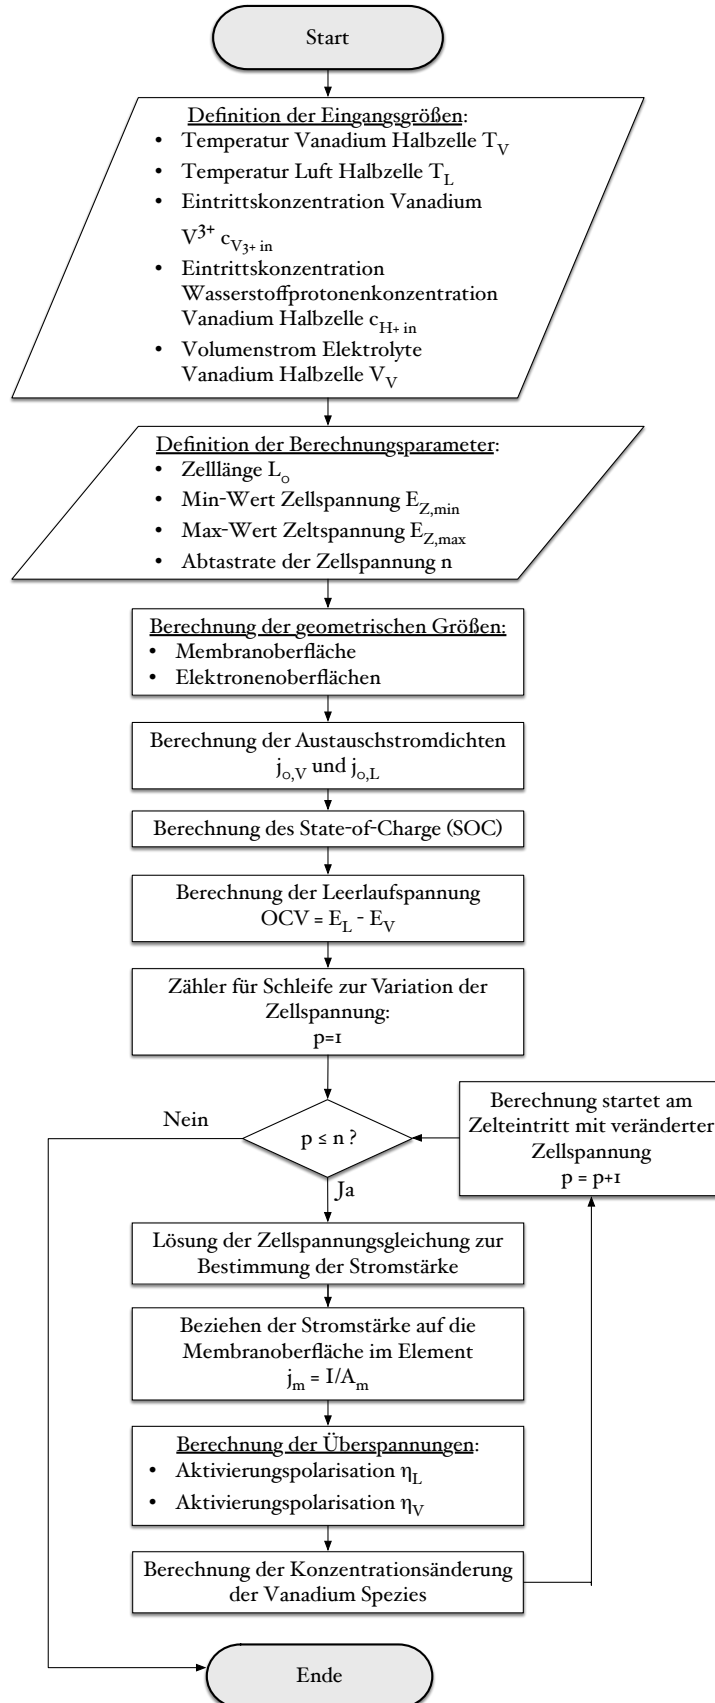 Start
Definition der Eingangsgrößen:
• Temperatur Vanadium Halbzelle T_V
• Temperatur Luft Halbzelle T_L
• Eintrittskonzentration Vanadium
V³⁺ c_V3+ in
• Eintrittskonzentration
Wasserstoffprotonenkonzentration
Vanadium Halbzelle c_H+ in
• Volumenstrom Elektrolyte
Vanadium Halbzelle V_V
Definition der Berechnungsparameter:
• Zelllänge L_0
• Min-Wert Zellspannung E_Z,min
• Max-Wert Zeltspannung E_Z,max
• Abtastrate der Zellspannung n
Berechnung der geometrischen Größen:
• Membranoberfläche
• Elektronenoberflächen
Berechnung der Austauschstromdichten
j_0,V und j_0,L
Berechnung des State-of-Charge (SOC)
Berechnung der Leerlaufspannung
OCV = E_L - E_V
Zähler für Schleife zur Variation der
Zellspannung:
p=1
Nein
p ≤ n ?
Ja
Berechnung startet am
Zelteintritt mit veränderter
Zellspannung
p = p+1
Lösung der Zellspannungsgleichung zur
Bestimmung der Stromstärke
Beziehen der Stromstärke auf die
Membranoberfläche im Element
j_m = I/A_m
Berechnung der Überspannungen:
• Aktivierungspolarisation η_L
• Aktivierungspolarisation η_V
Berechnung der Konzentrationsänderung
der Vanadium Spezies
Ende